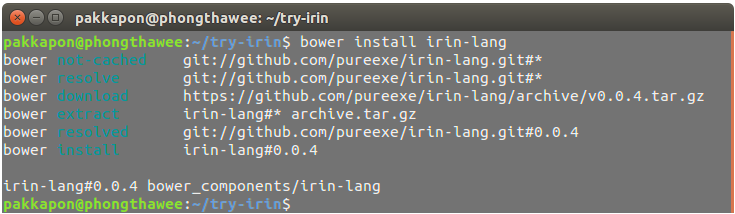 pakkapon@phongthawee: ~/try-irin
pakkapon@phongthawee:~/try-irin$ bower install irin-lang
bower not-cached git://github.com/pureexe/irin-lang.git#*
bower resolve git://github.com/pureexe/irin-lang.git#*
bower download https://github.com/pureexe/irin-lang/archive/v0.0.4.tar.gz
bower extract irin-lang#* archive.tar.gz
bower resolved git://github.com/pureexe/irin-lang.git#0.0.4
bower install irin-lang#0.0.4
irin-lang#0.0.4 bower_components/irin-lang
pakkapon@phongthawee:~/try-irin$